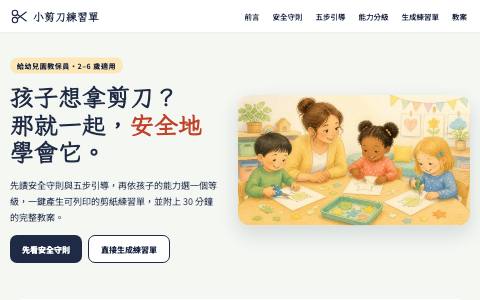 小剪刀練習單
前言 安全守則 五步引導 能力分級 生成練習單 教案
給幼兒園教保員・2–6 歲適用
孩子想拿剪刀？
那就一起，安全地
學會它。
先讀安全守則與五步引導，再依孩子的能力選一個等
級，一鍵產生可列印的剪紙練習單，並附上 30 分鐘
的完整教案。
先看安全守則
直接生成練習單